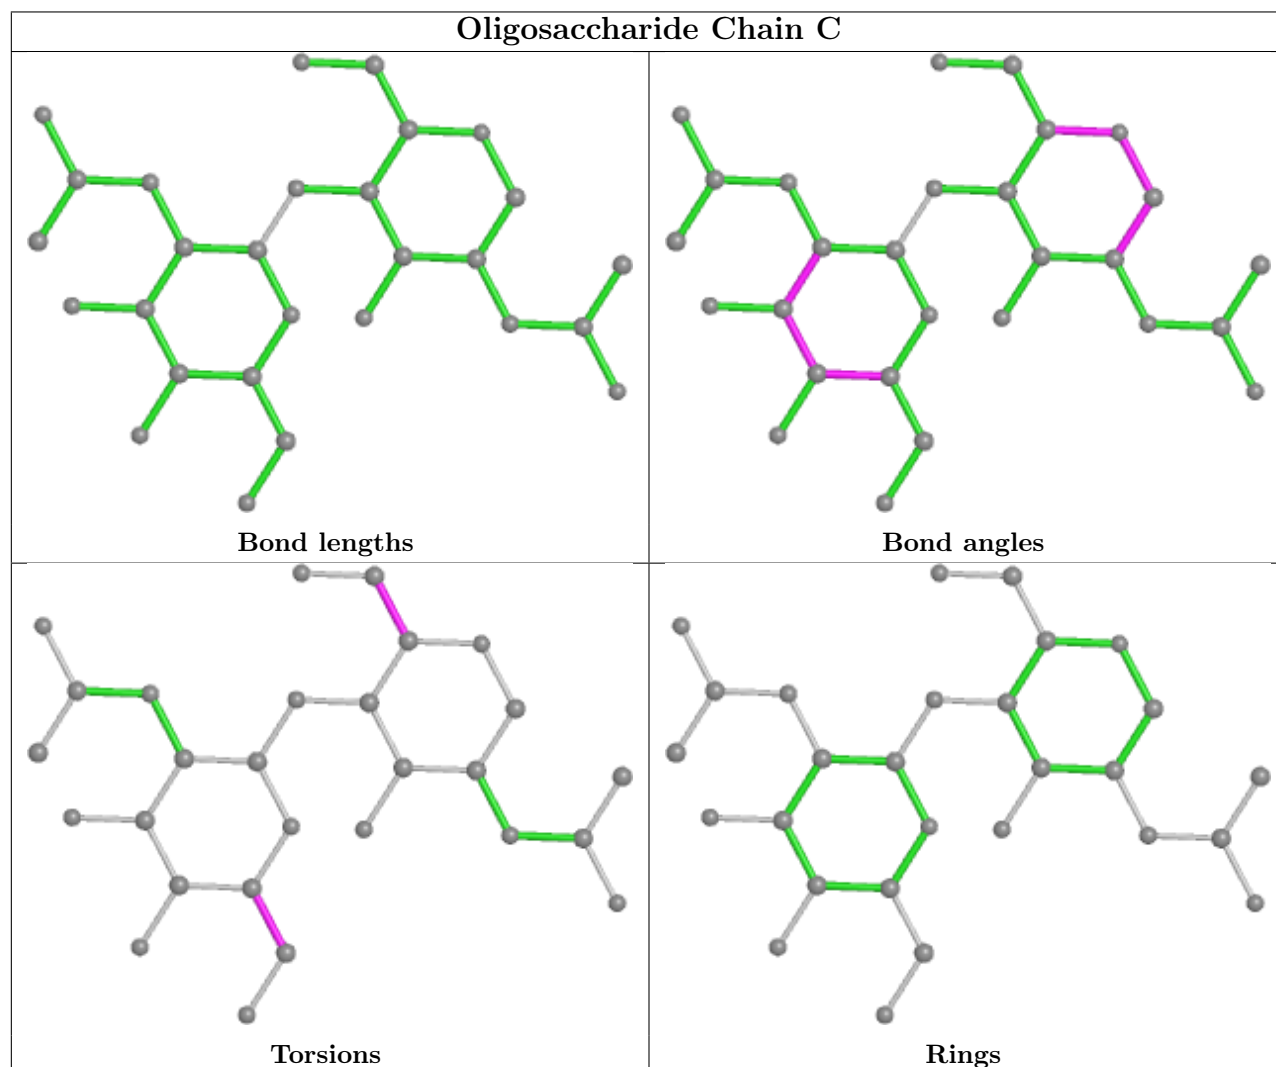 Oligosaccharide Chain C
Bond lengths
Bond angles
Torsions
Rings